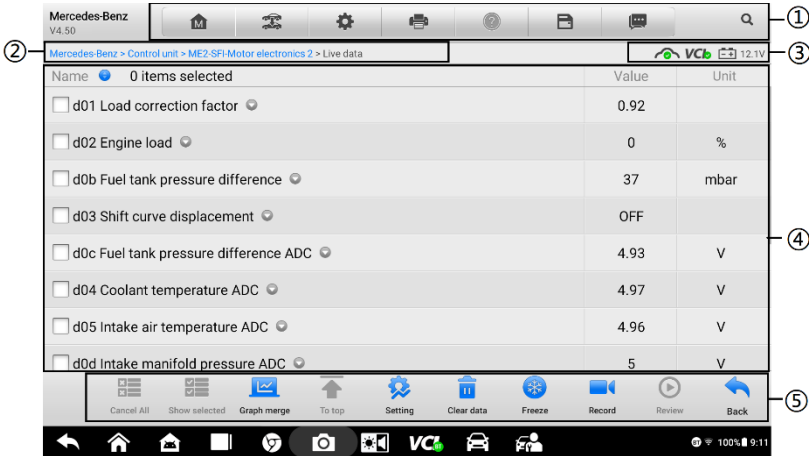 Mercedes-Benz
V4.50
M
①
②
Mercedes-Benz > Control unit > ME2-SFI-Motor electronics 2 > Live data
VCI 12.1V
③
Name 0 items selected Value Unit
d01 Load correction factor 0.92
d02 Engine load 0 %
d0b Fuel tank pressure difference 37 mbar
d03 Shift curve displacement OFF
④
d0c Fuel tank pressure difference ADC 4.93 V
d04 Coolant temperature ADC 4.97 V
d05 Intake air temperature ADC 4.96 V
d0d Intake manifold pressure ADC 5 V
Cancel All Show selected Graph merge To top Setting Clear data Freeze Record Review Back
⑤
VCI BT 100% 9:11